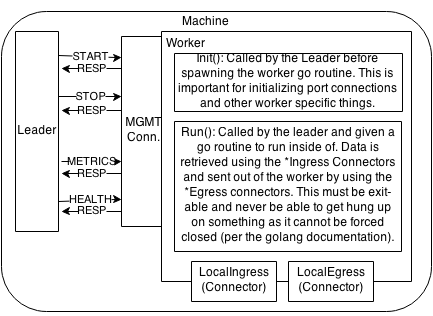 Machine
Leader
START
RESP
STOP
RESP
METRICS
RESP
HEALTH
RESP
MGMT
Conn.
Worker
Init(): Called by the Leader before
spawning the worker go routine. This is
important for initializing port connections
and other worker specific things.
Run(): Called by the leader and given a
go routine to run inside of. Data is
retrieved using the *Ingress Connectors
and sent out of the worker by using the
*Egress connectors. This must be exit-
able and never be able to get hung up
on something as it cannot be forced
closed (per the golang documentation).
LocalIngress
(Connector)
LocalEgress
(Connector)